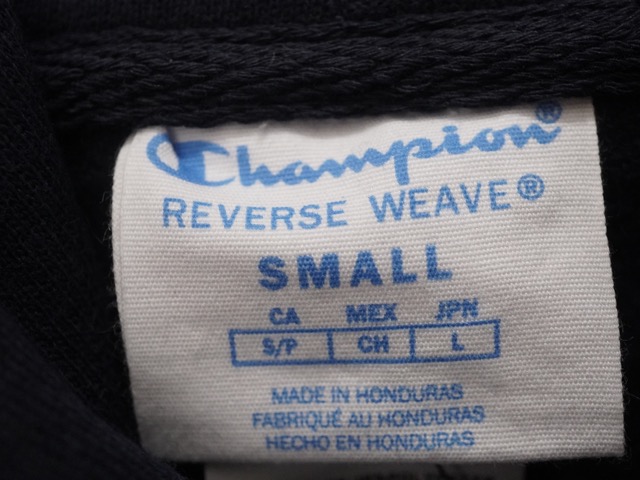 Champion®
REVERSE WEAVE®
SMALL
CA MEX JPN
S/P CH L
MADE IN HONDURAS
FABRIQUÉ AU HONDURAS
HECHO EN HONDURAS